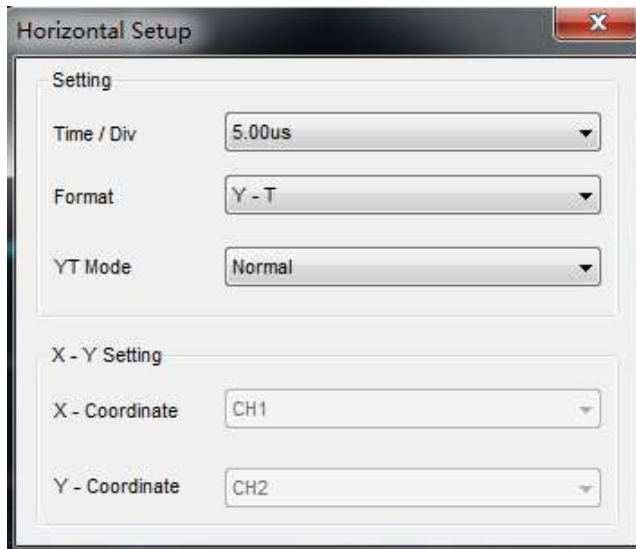 Horizontal Setup
Setting
Time / Div 5.00us
Format Y - T
YT Mode Normal
X - Y Setting
X - Coordinate CH1
Y - Coordinate CH2